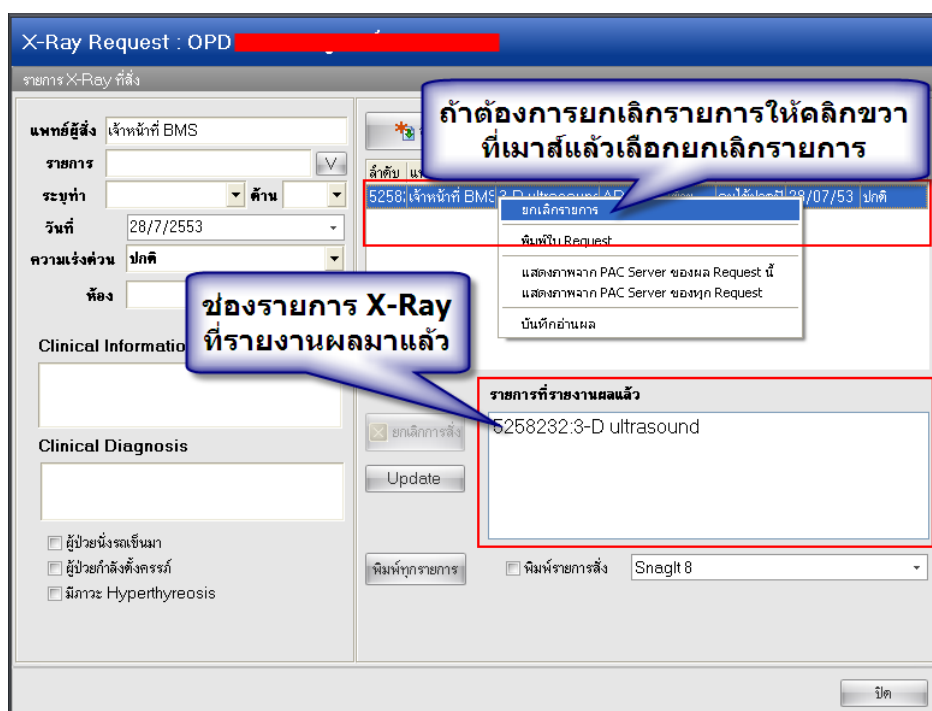 X-Ray Request : OPD
รายการ X-Ray ที่สั่ง
ถ้าต้องการยกเลิกรายการให้คลิกขวา
ที่เมาส์แล้วเลือกยกเลิกรายการ
แพทย์ผู้สั่ง เจ้าหน้าที่ BMS
รายการ
ระบุท่า ด้าน
วันที่ 28/7/2553
ความเร่งด่วน ปกติ
ห้อง
ลำดับ
5258 เจ้าหน้าที่ BMS 3-D ultrasound 28/07/53 ปกติ
ยกเลิกรายการ
พิมพ์ใบ Request
แสดงภาพจาก PAC Server ของผล Request นี้
แสดงภาพจาก PAC Server ของทุก Request
บันทึกอ่านผล
ช่องรายการ X-Ray
ที่รายงานผลมาแล้ว
Clinical Informatio
รายการที่รายงานผลแล้ว
5258232:3-D ultrasound
ยกเลิกการสั่ง
Clinical Diagnosis
Update
ผู้ป่วยนั่งรถเข็นมา
ผู้ป่วยกำลังตั้งครรภ์
มีภาวะ Hyperthyreosis
พิมพ์ทุกรายการ
พิมพ์รายการสั่ง SnagIt 8
ปิด